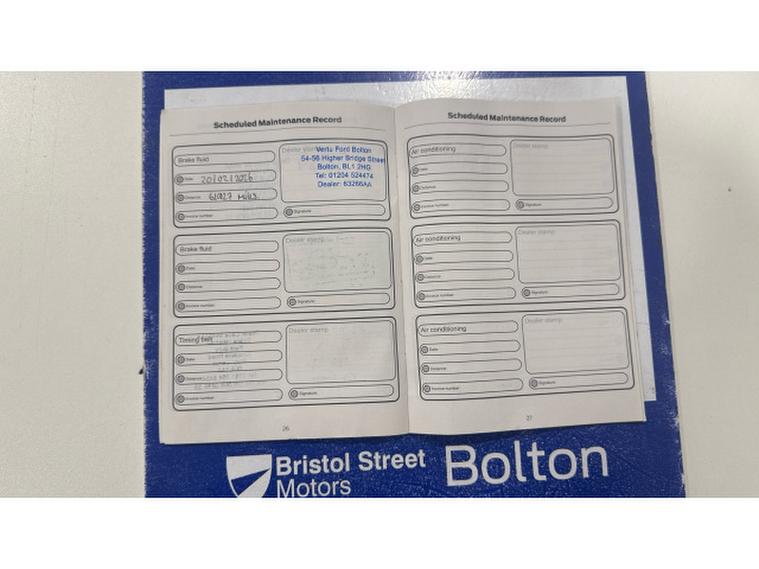 Scheduled Maintenance Record
Brake fluid
Date 20/02/2026
Distance
Invoice number
Dealer stamp
Vertu Ford Bolton
54-56 Higher Bridge Street
Bolton, BL1 2HG
Tel: 01204 524474
Dealer: 63266AA
Signature
Brake fluid
Date
Distance
Invoice number
Dealer stamp
Signature
Timing belt
Date
Distance
Invoice number
Dealer stamp
Signature
26
Scheduled Maintenance Record
Air conditioning
Date
Distance
Invoice number
Dealer stamp
Signature
Air conditioning
Date
Distance
Invoice number
Dealer stamp
Signature
Air conditioning
Date
Distance
Invoice number
Dealer stamp
Signature
27
Bristol Street
Motors
Bolton